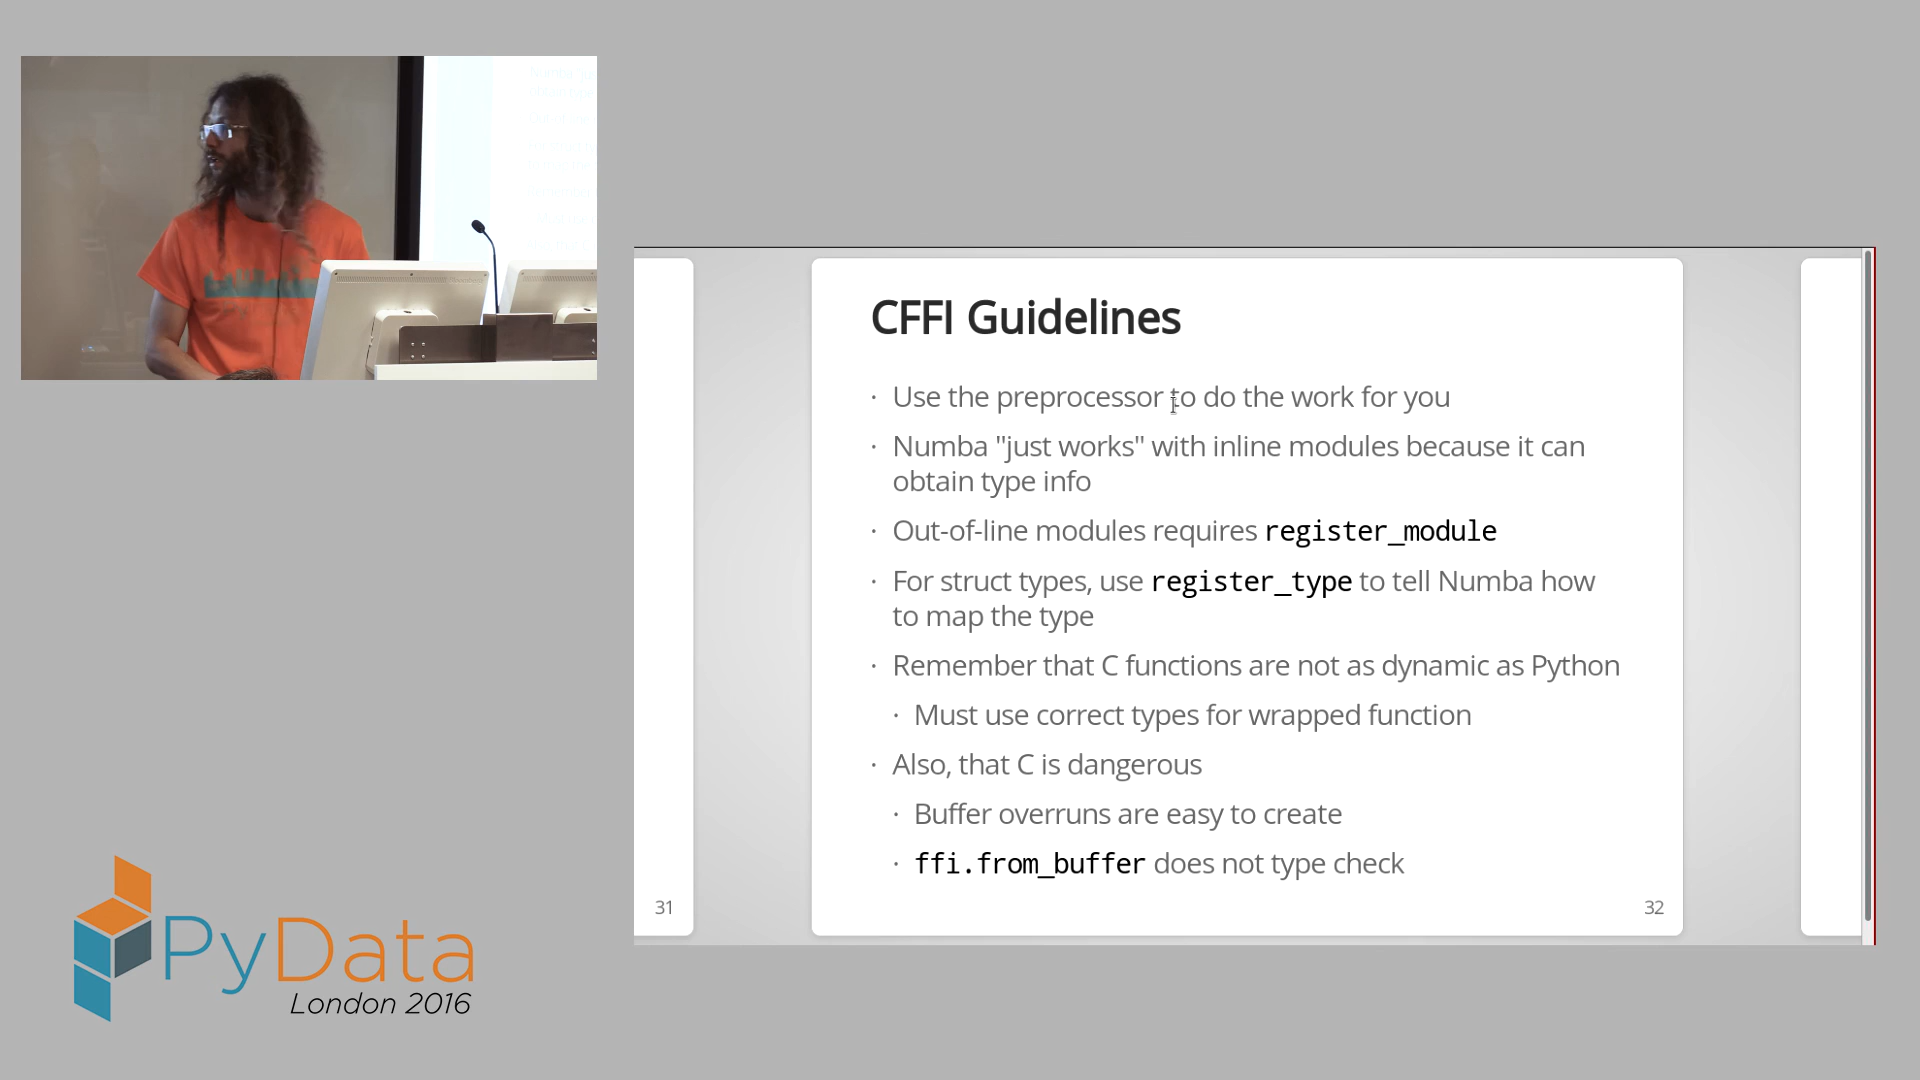 CFFI Guidelines
· Use the preprocessor to do the work for you
· Numba "just works" with inline modules because it can
obtain type info
· Out-of-line modules requires register_module
· For struct types, use register_type to tell Numba how
to map the type
· Remember that C functions are not as dynamic as Python
· Must use correct types for wrapped function
· Also, that C is dangerous
· Buffer overruns are easy to create
· ffi.from_buffer does not type check
31
32
PyData
London 2016